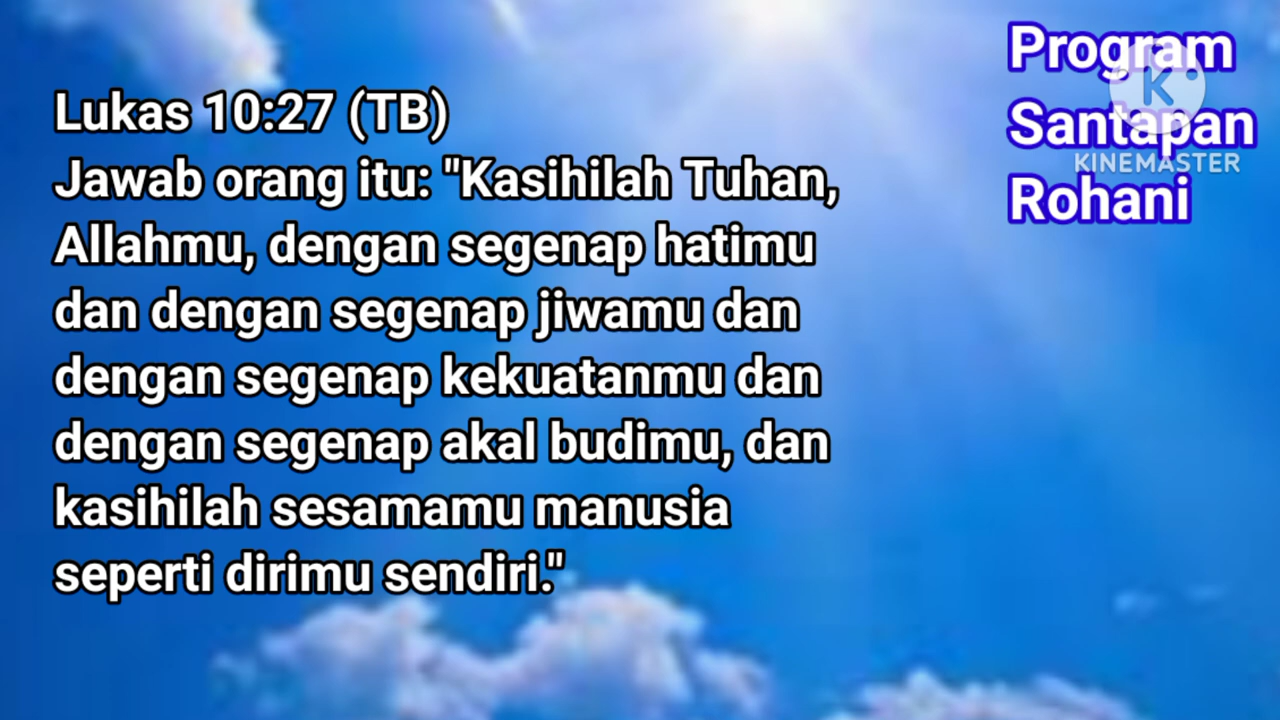 Lukas 10:27 (TB)
Jawab orang itu: "Kasihilah Tuhan,
Allahmu, dengan segenap hatimu
dan dengan segenap jiwamu dan
dengan segenap kekuatanmu dan
dengan segenap akal budimu, dan
kasihilah sesamamu manusia
seperti dirimu sendiri."
Program
Santapan
Rohani
K
KINEMASTER